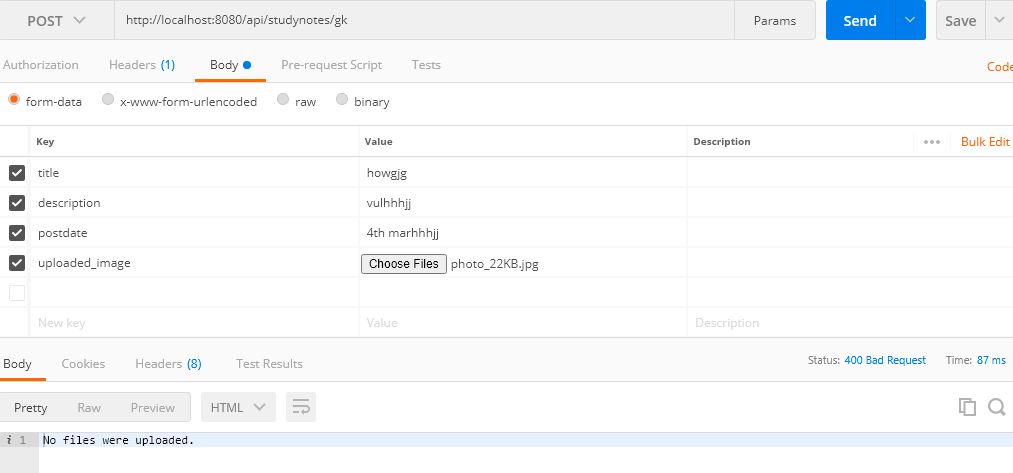 POST http://localhost:8080/api/studynotes/gk Params Send Save
Authorization Headers (1) Body Pre-request Script Tests Code
form-data x-www-form-urlencoded raw binary
Key Value Description ••• Bulk Edit
title howgjg
description vulhhhjj
postdate 4th marhhhjj
uploaded_image Choose Files photo_22KB.jpg
New key Value Description
Body Cookies Headers (8) Test Results Status: 400 Bad Request Time: 87 ms
Pretty Raw Preview HTML
i 1 No files were uploaded.